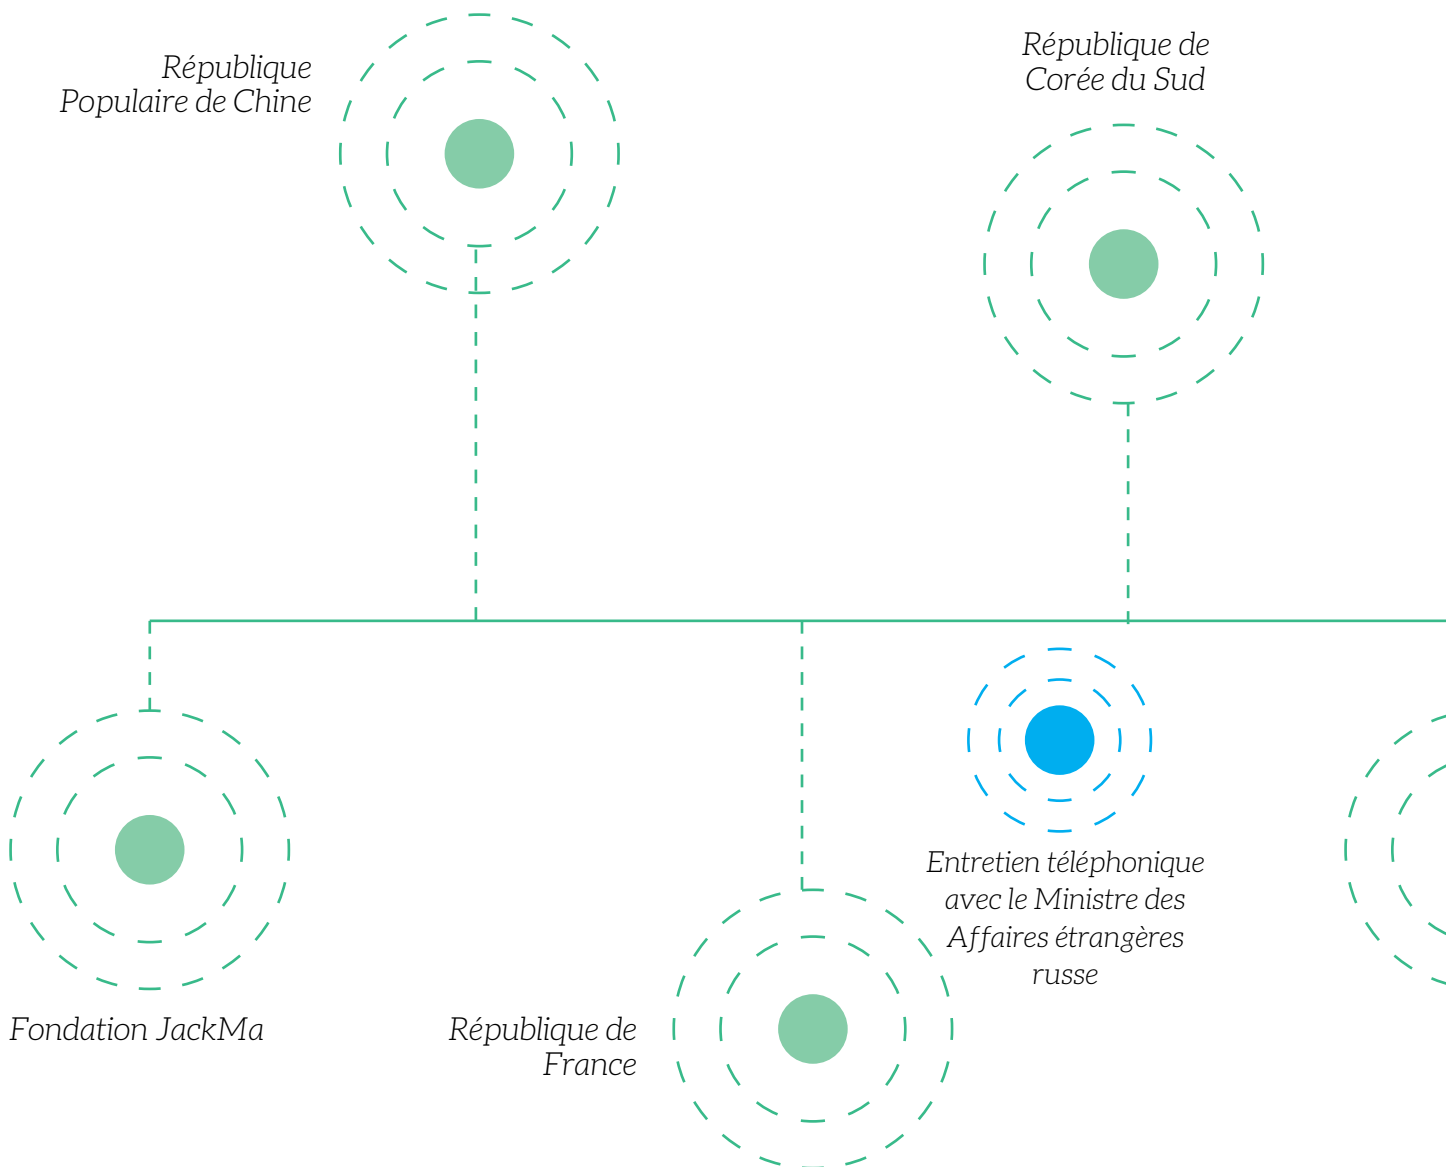 République
Populaire de Chine
République de
Corée du Sud
Entretien téléphonique
avec le Ministre des
Affaires étrangères
russe
Fondation JackMa
République de
France